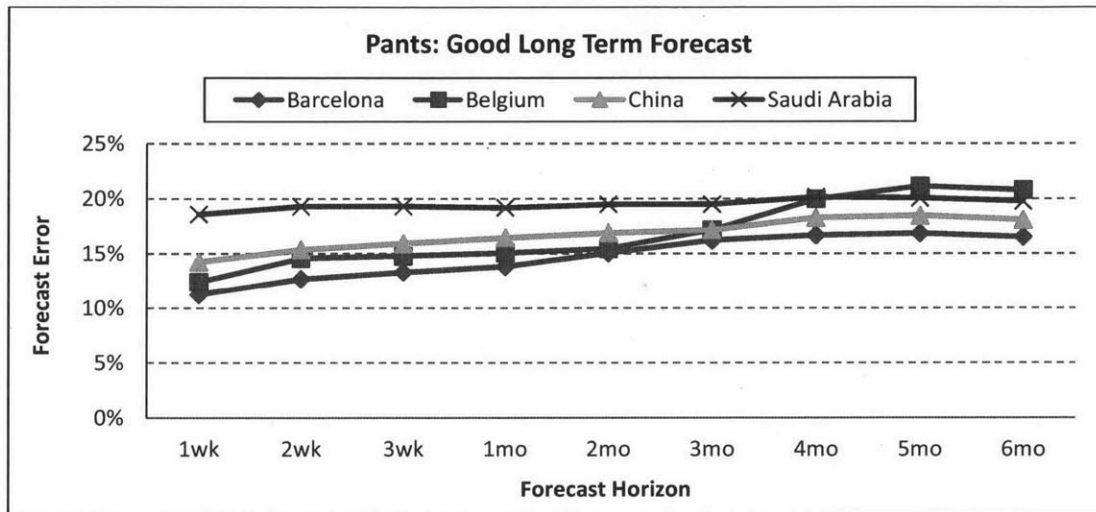 Pants: Good Long Term Forecast
Barcelona Belgium China Saudi Arabia
25%
20%
15%
10%
5%
0%
Forecast Error
1wk 2wk 3wk 1mo 2mo 3mo 4mo 5mo 6mo
Forecast Horizon